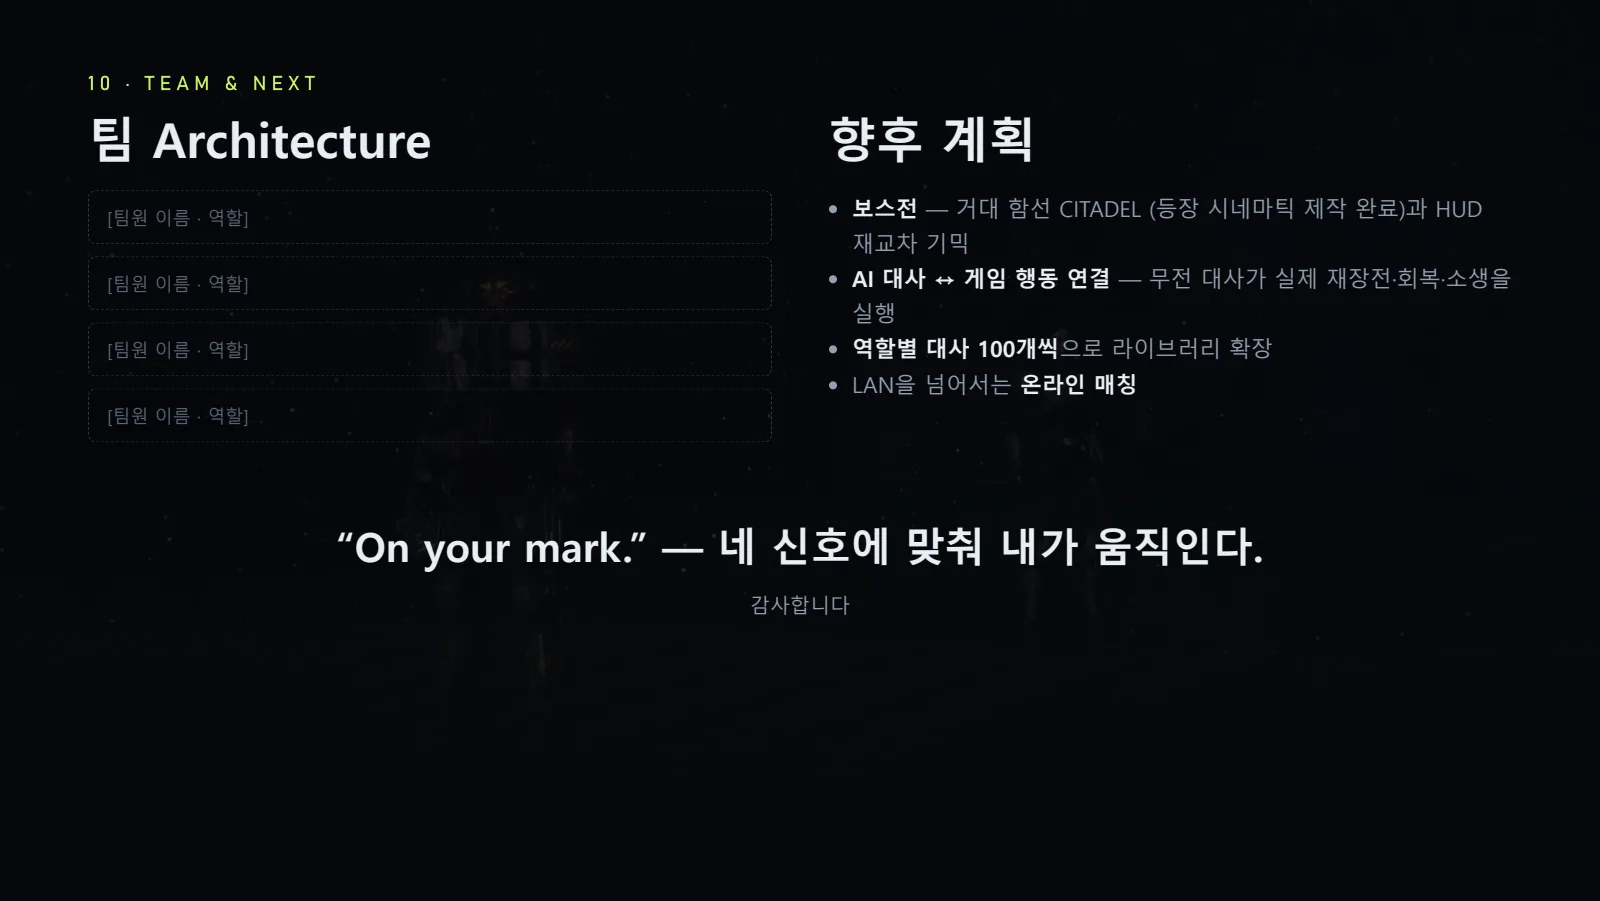 10 · TEAM & NEXT
팀 Architecture
[팀원 이름 · 역할]
[팀원 이름 · 역할]
[팀원 이름 · 역할]
[팀원 이름 · 역할]
향후 계획
• 보스전 — 거대 함선 CITADEL (등장 시네마틱 제작 완료)과 HUD
재교차 기믹
• AI 대사 ↔ 게임 행동 연결 — 무전 대사가 실제 재장전·회복·소생을
실행
• 역할별 대사 100개씩으로 라이브러리 확장
• LAN을 넘어서는 온라인 매칭
“On your mark.” — 네 신호에 맞춰 내가 움직인다.
감사합니다